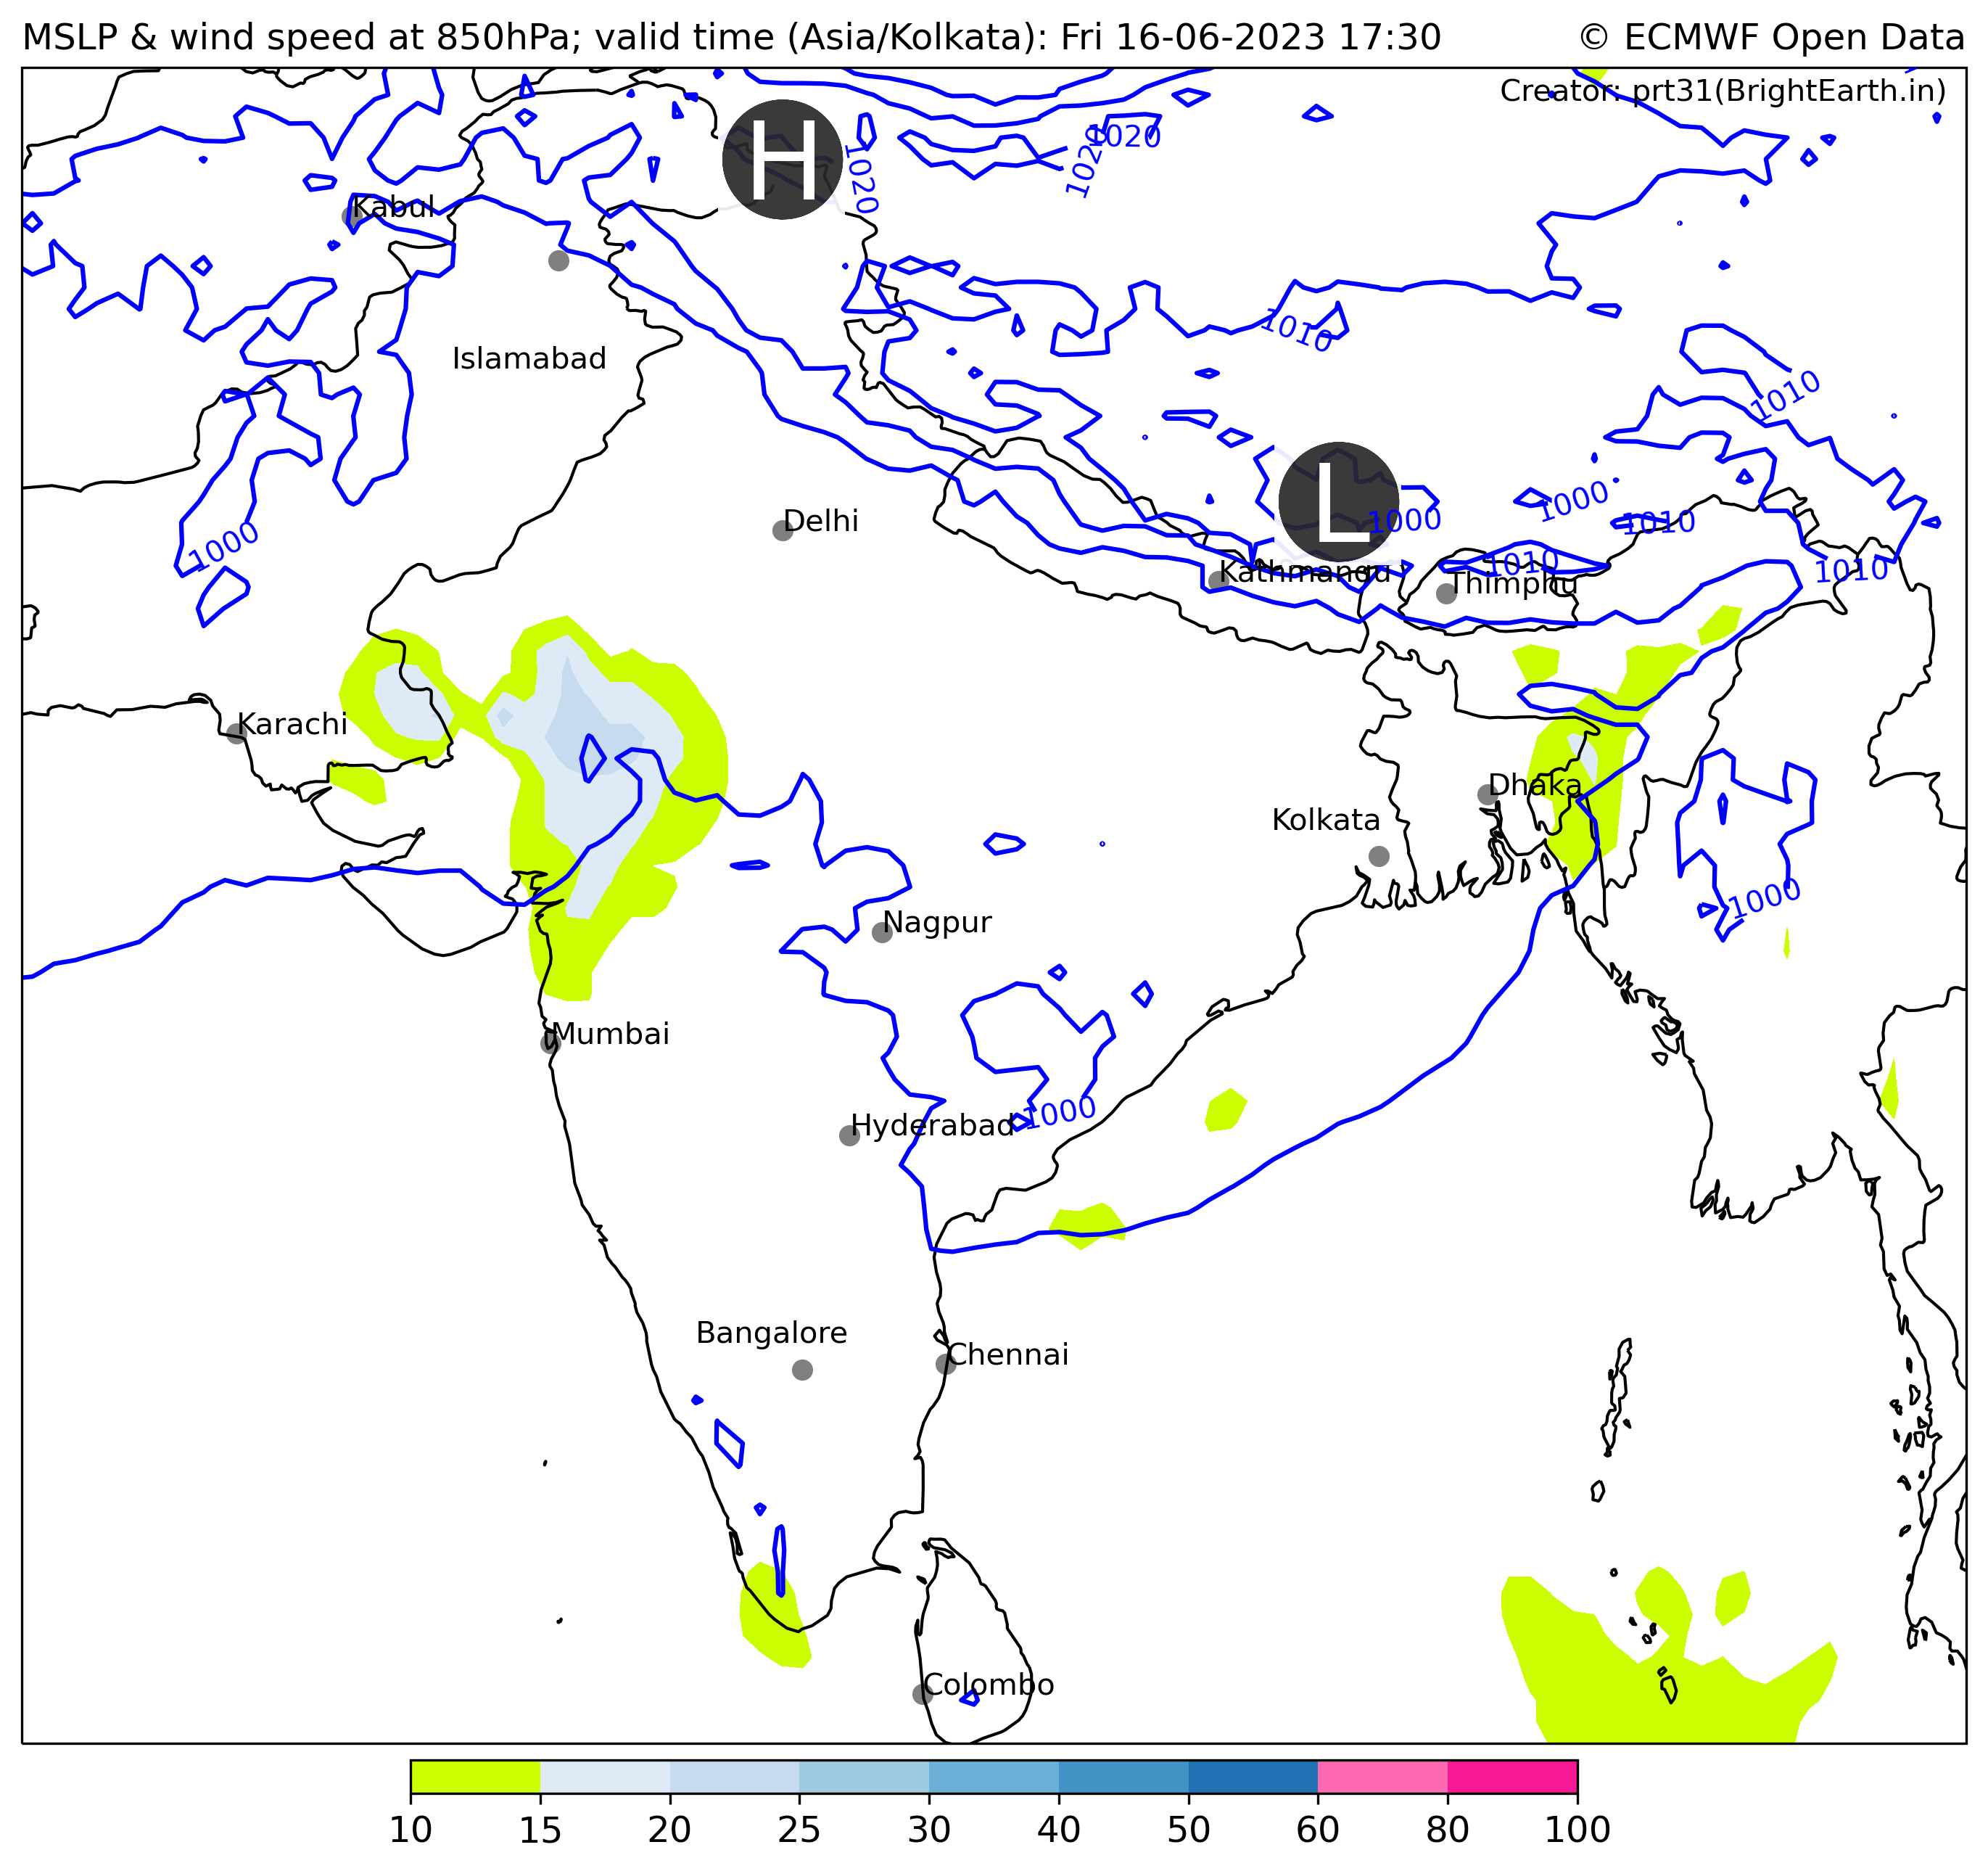 MSLP & wind speed at 850hPa; valid time (Asia/Kolkata): Fri 16-06-2023 17:30
© ECMWF Open Data
Creator: prt31(BrightEarth.in)
H
1020
1020
1020
Kabul
Islamabad
1010
1010
L
1000
1000
1010
1000
Delhi
1010
1010
Kathmandu
Thimphu
Karachi
Dhaka
Kolkata
1000
Nagpur
Mumbai
1000
Hyderabad
Bangalore
Chennai
Colombo
10 15 20 25 30 40 50 60 80 100